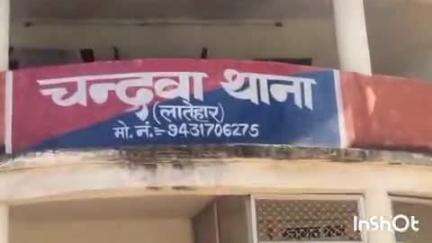 चन्दवा थाना
(लातेहार)
मो. नं.:- 9431706275
InShOt